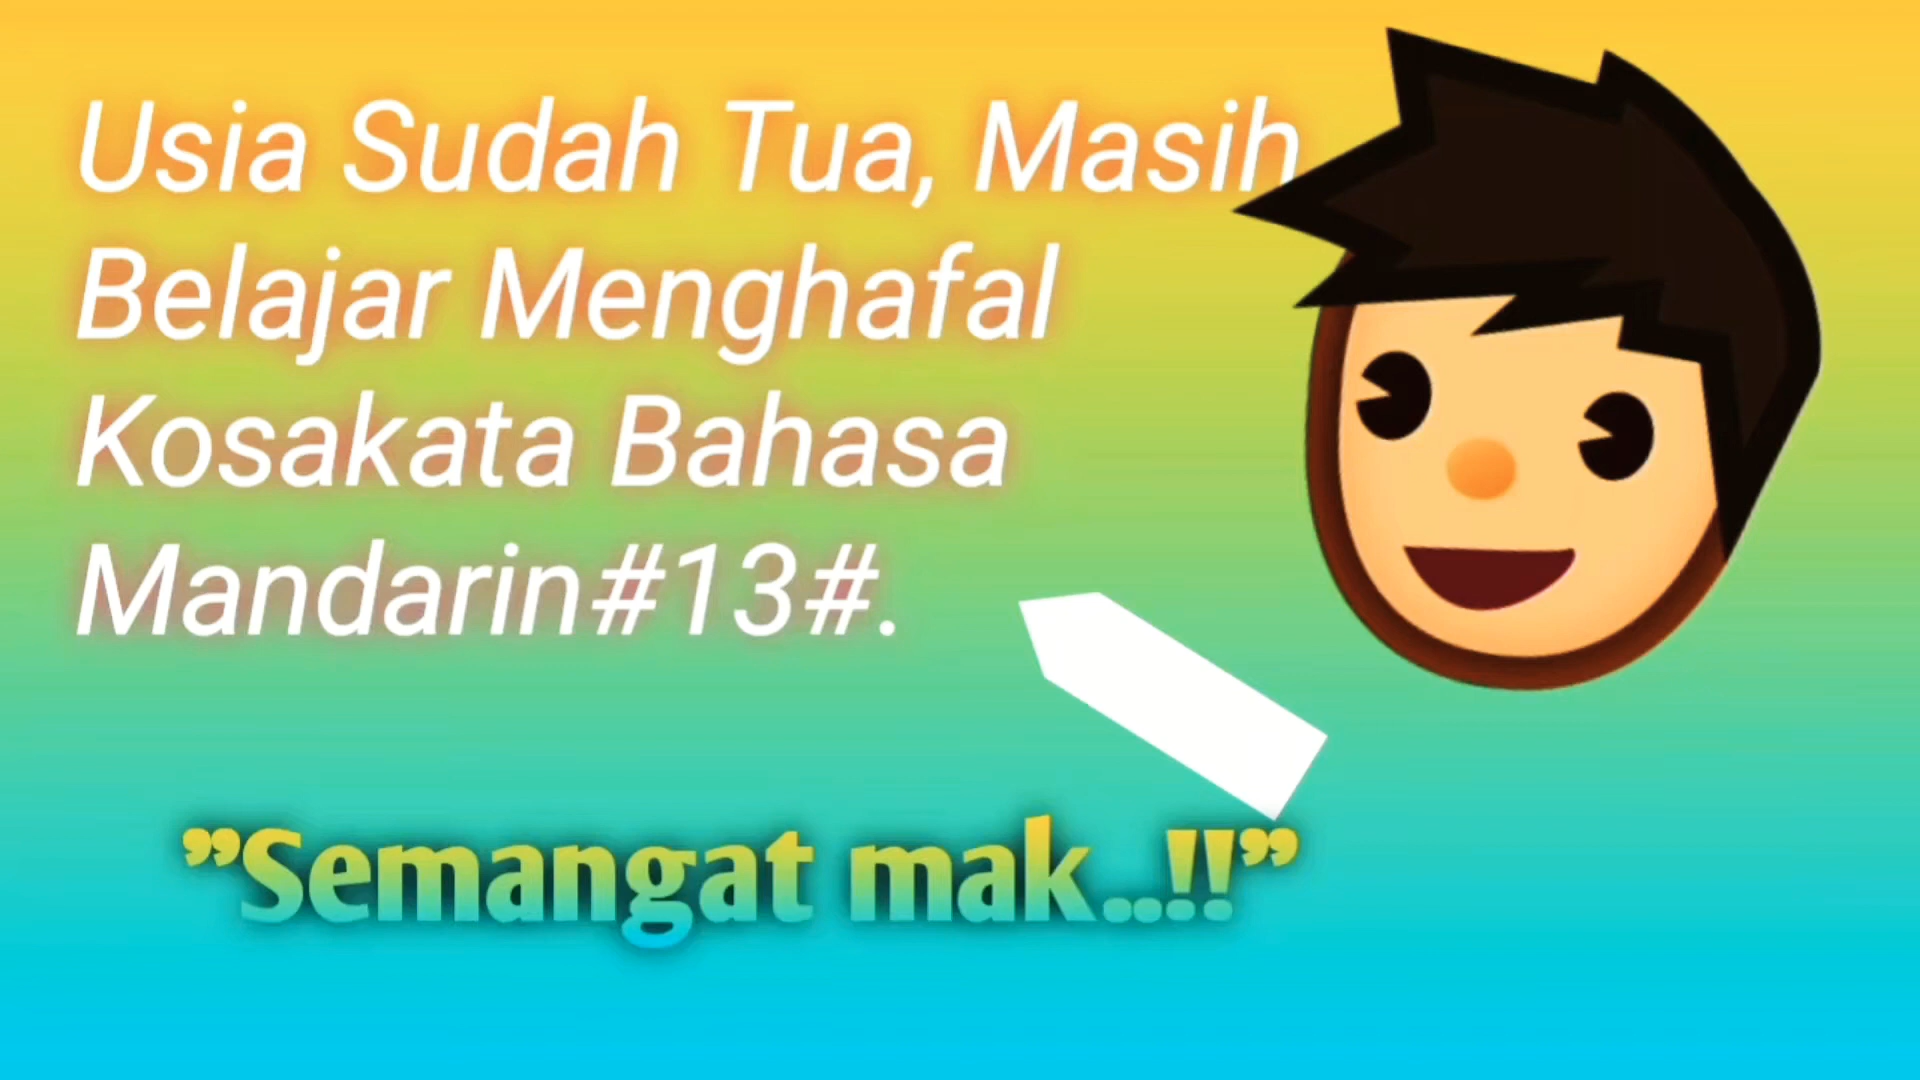 Usia Sudah Tua, Masih
Belajar Menghafal
Kosakata Bahasa
Mandarin#13#.
”Semangat mak..!!”